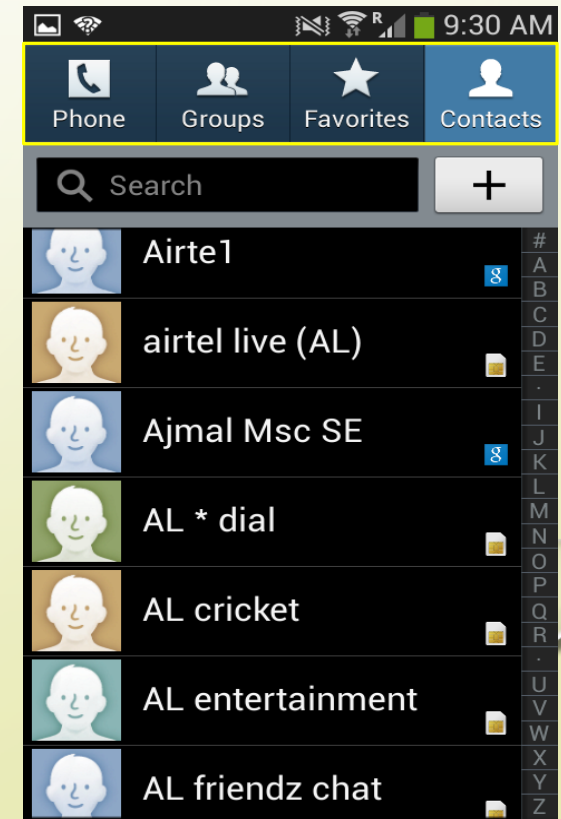 R 9:30 AM
Phone Groups Favorites Contacts
Search
+
Airte1
g
airtel live (AL)
Ajmal Msc SE
g
AL * dial
AL cricket
AL entertainment
AL friendz chat
#
A
B
C
D
E
·
I
J
K
L
M
N
O
P
Q
R
·
U
V
W
X
Y
Z